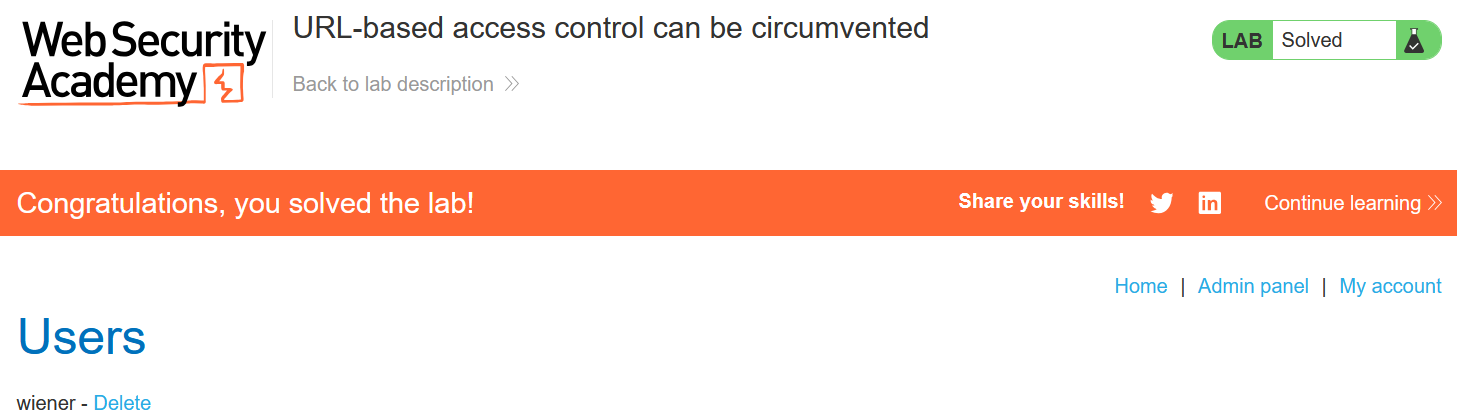 Web Security
Academy
URL-based access control can be circumvented
Back to lab description
LAB Solved
Congratulations, you solved the lab!
Share your skills!
in
Continue learning
Home | Admin panel | My account
Users
wiener - Delete